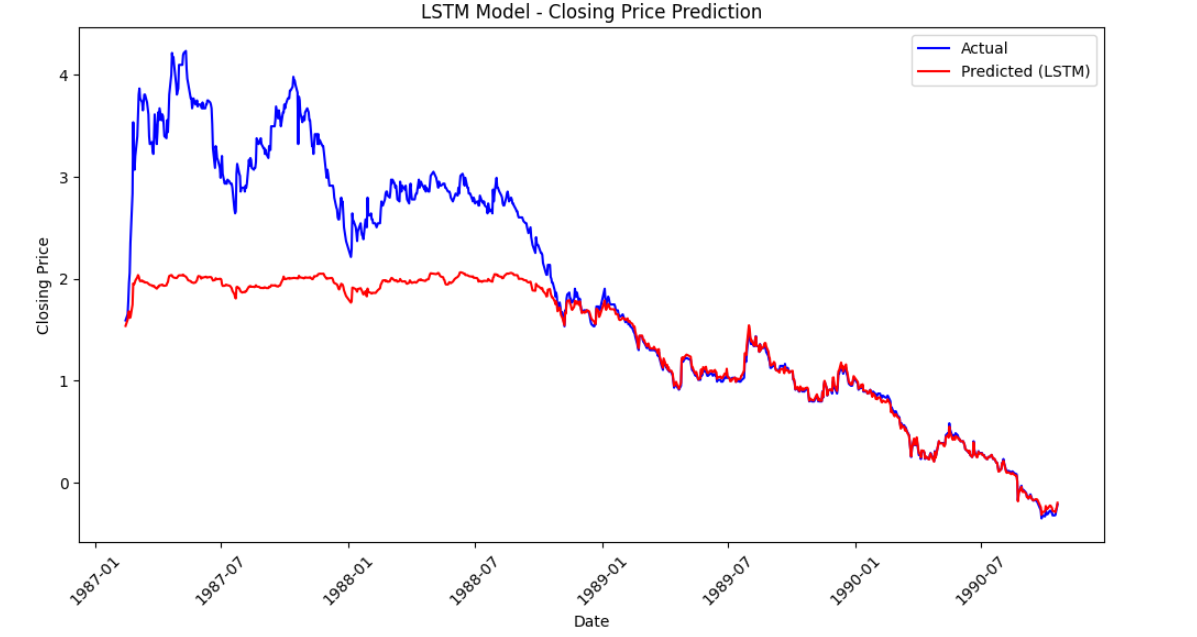 LSTM Model - Closing Price Prediction
Actual
Predicted (LSTM)
Closing Price
4
3
2
1
0
1987-01
1987-07
1988-01
1988-07
1989-01
1989-07
1990-01
1990-07
Date